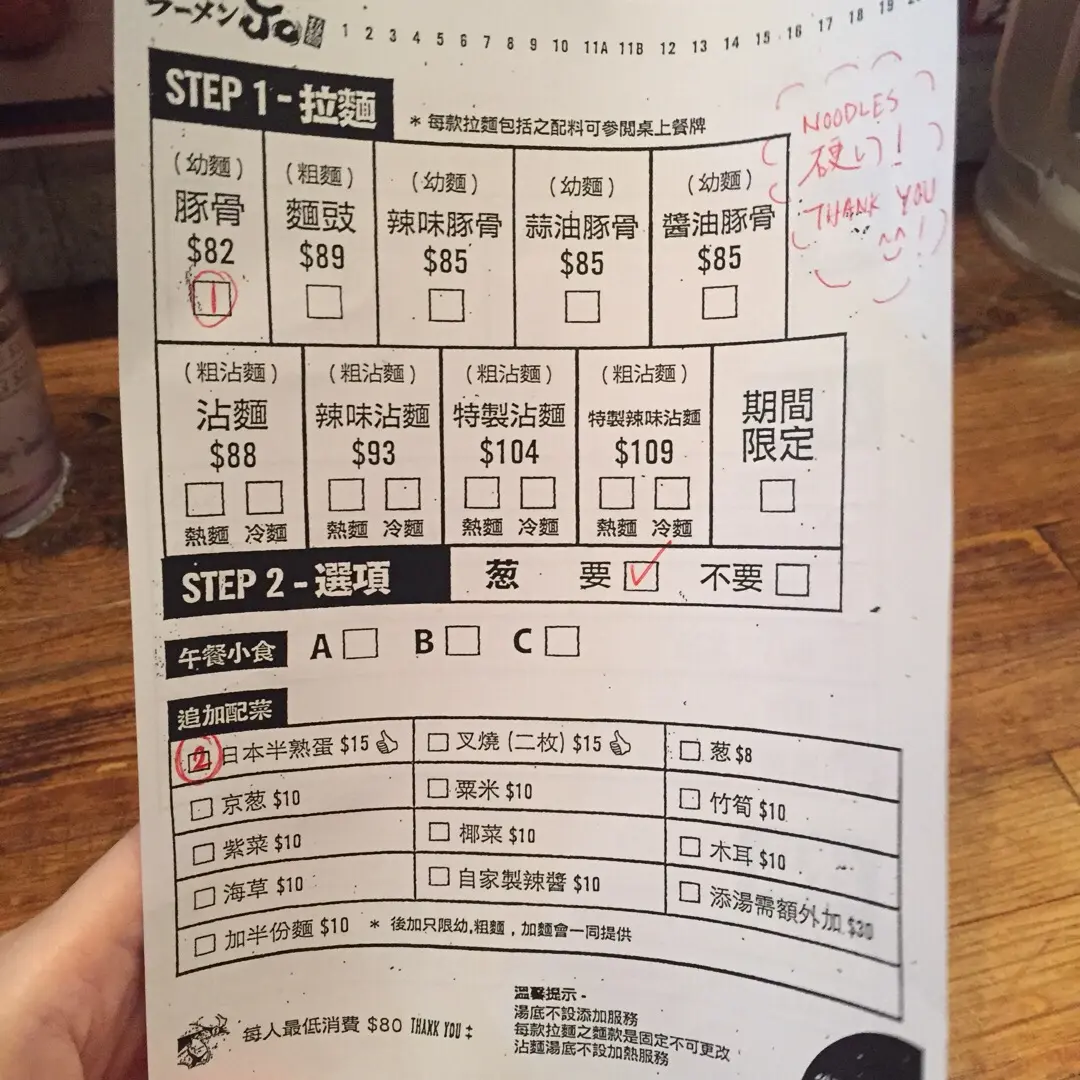 ラーメン Jo
1 2 3 4 5 6 7 8 9 10 11A 11B 12 13 14 15 16 17 18 19
STEP 1 - 拉麵
* 每款拉麵包括之配料可參閱桌上餐牌
NOODLES
硬い!
THANK YOU
!
(幼麵) (粗麵) (幼麵) (幼麵) (幼麵)
豚骨 麵豉 辣味豚骨 蒜油豚骨 醬油豚骨
$82 $89 $85 $85 $85
1
(粗沾麵) (粗沾麵) (粗沾麵) (粗沾麵)
沾麵 辣味沾麵 特製沾麵 特製辣味沾麵 期間
限定
$88 $93 $104 $109
熱麵 冷麵 熱麵 冷麵 熱麵 冷麵 熱麵 冷麵
STEP 2 - 選項 葱 要 ✓ 不要
午餐小食 A B C
追加配菜
2 日本半熟蛋 $15 叉燒 (二枚) $15 葱 $8
京葱 $10 粟米 $10 竹筍 $10
紫菜 $10 椰菜 $10 木耳 $10
海草 $10 自家製辣醬 $10 添湯需額外加 $30
加半份麵 $10 * 後加只限幼,粗麵,加麵會一同提供
每人最低消費 $80 THANK YOU
溫馨提示 -
湯底不設添加服務
每款拉麵之麵款是固定不可更改
沾麵湯底不設加熱服務